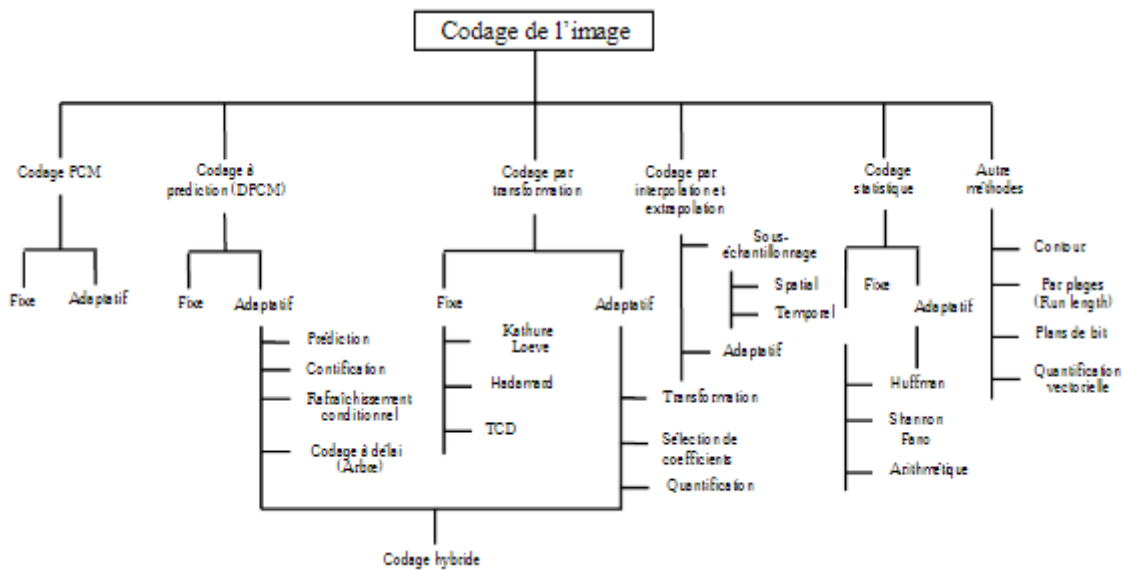 Codage de l'image
Codage PCM
Codage à
prediction (DPCM)
Codage par
transformation
Codage par
interpolation et
extrapolation
Codage
statistique
Autre
méthodes
Fixe
Adaptatif
Fixe
Adaptatif
Prédiction
Contification
Rafraîchissement
conditionnel
Codage à délai
(Arbre)
Fixe
Kathune
Loeve
Hadamard
TCD
Adaptatif
Transformation
Sélection de
coefficients
Quantification
Codage hybride
Sous-
échantillonnage
Spatial
Temporel
Adaptatif
Fixe
Adaptatif
Huffman
Shannon
Fano
Arithmétique
Contour
Par plages
(Run length)
Plans de bit
Quantification
vectorielle